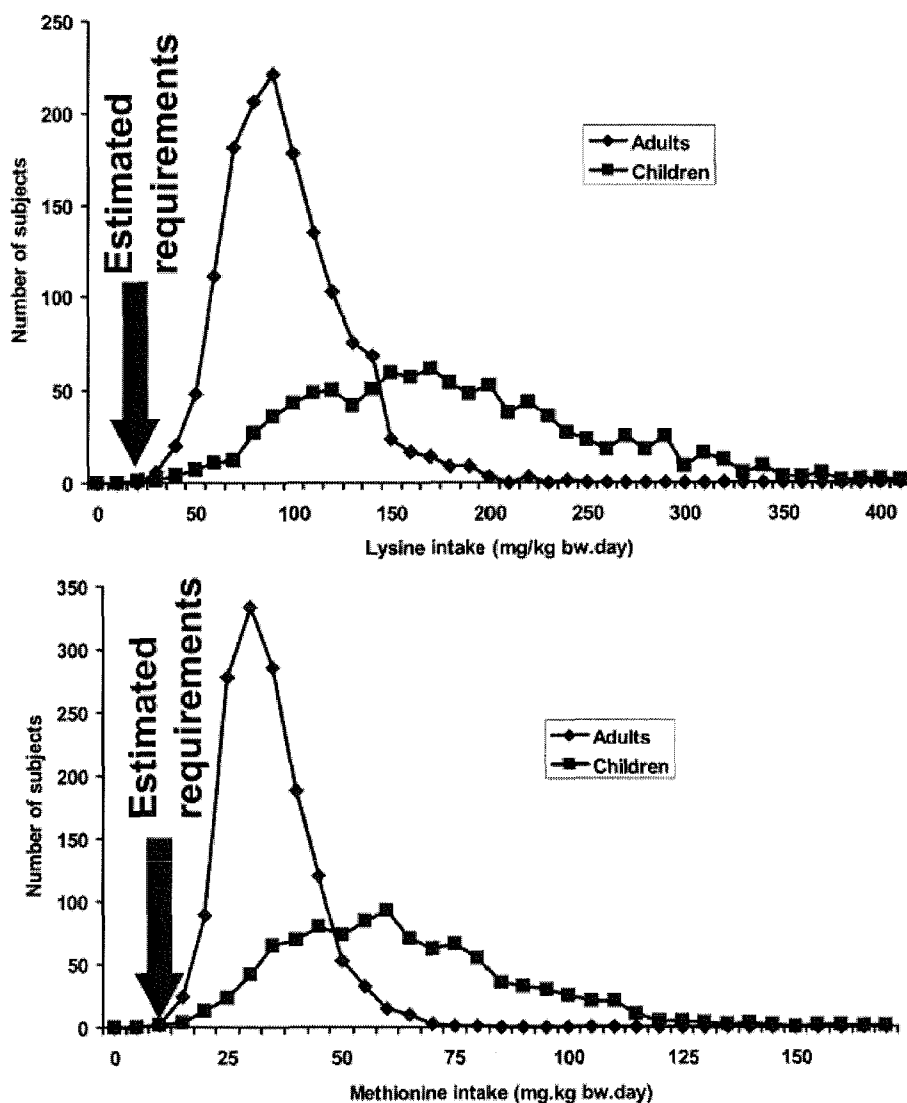 250
200
150
100
50
0
Number of subjects
Estimated
requirements
Adults
Children
0 50 100 150 200 250 300 350 400
Lysine intake (mg/kg bw.day)
350
300
250
200
150
100
50
0
Number of subjects
Estimated
requirements
Adults
Children
0 25 50 75 100 125 150
Methionine intake (mg.kg bw.day)